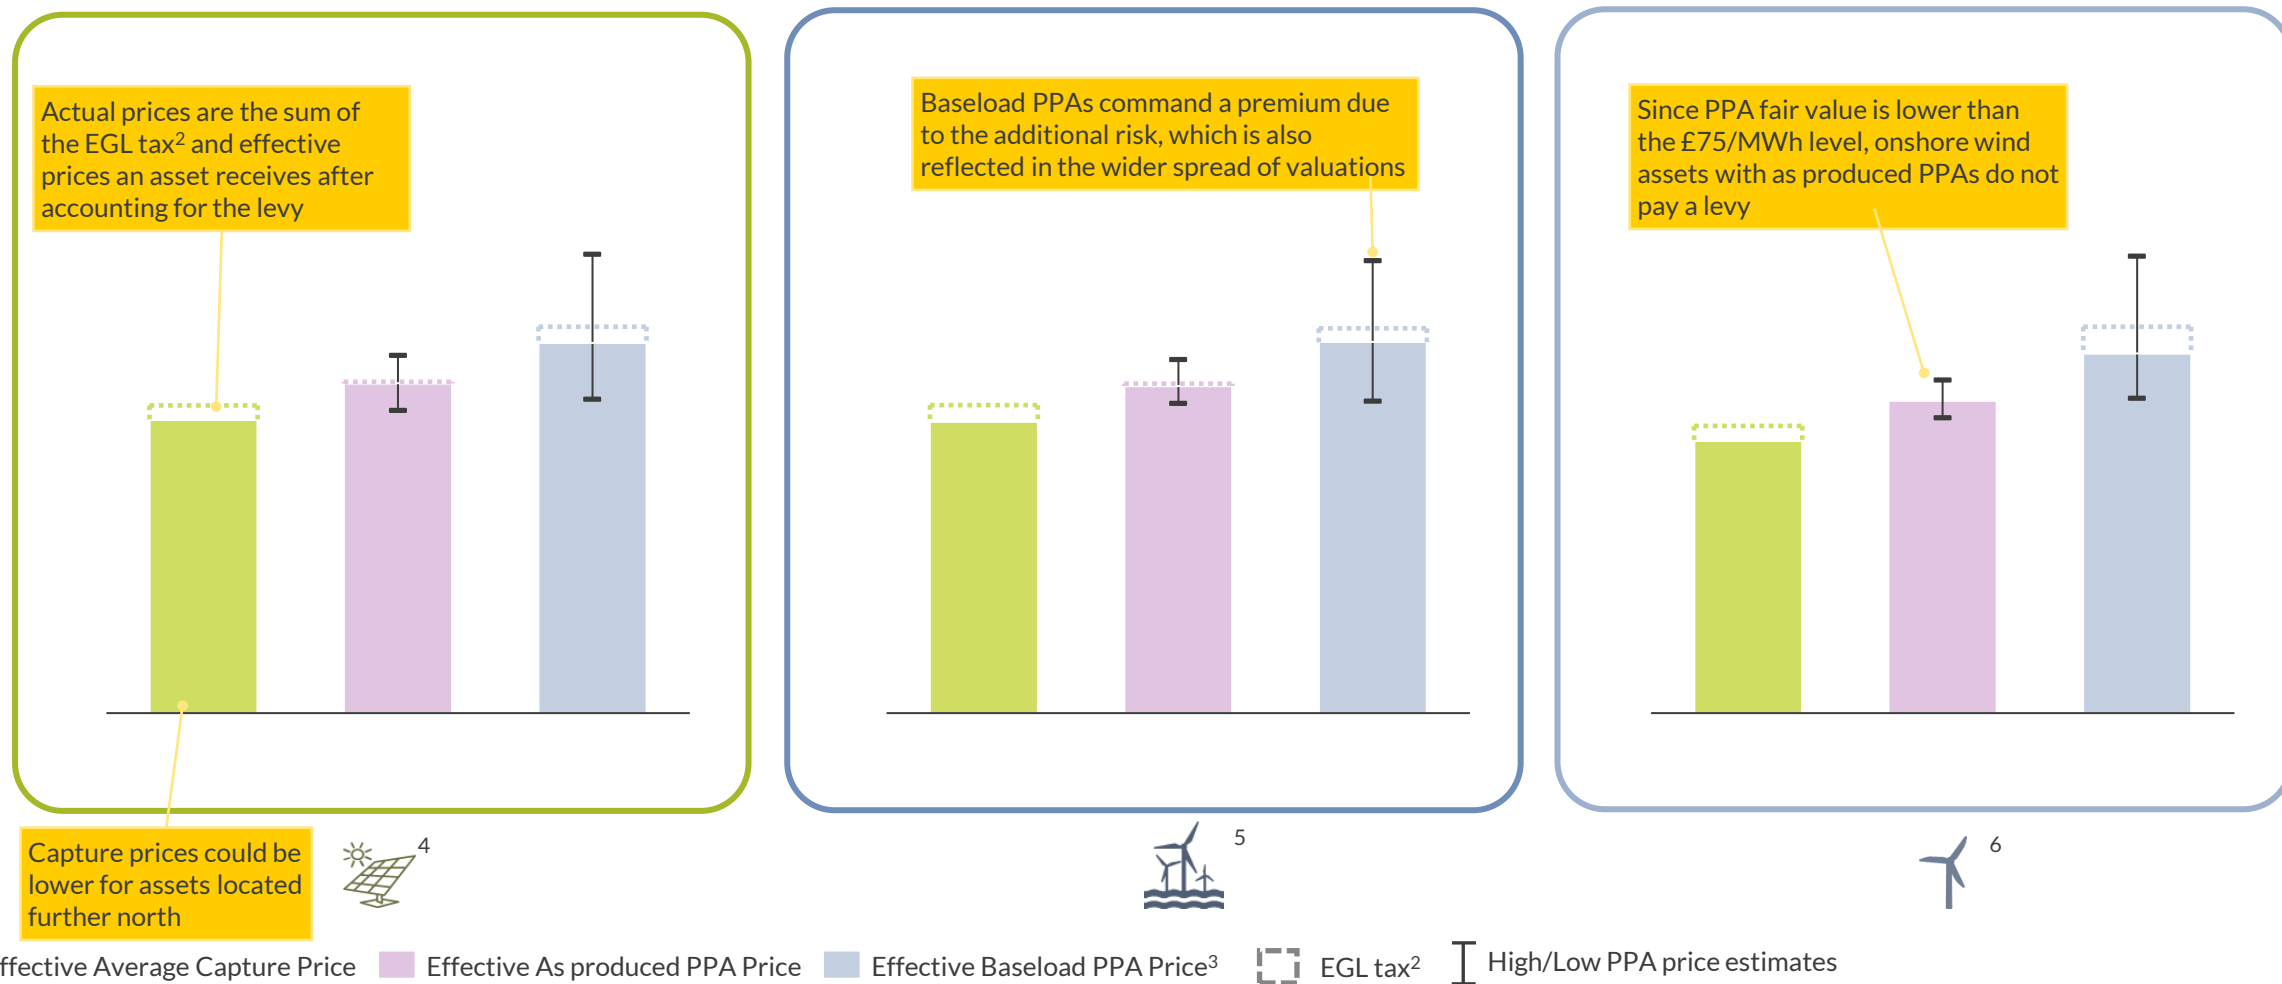 Actual prices are the sum of
the EGL tax² and effective
prices an asset receives after
accounting for the levy
Baseload PPAs command a premium due
to the additional risk, which is also
reflected in the wider spread of valuations
Since PPA fair value is lower than
the £75/MWh level, onshore wind
assets with as produced PPAs do not
pay a levy
Capture prices could be
lower for assets located
further north
4
5
6
ffective Average Capture Price
Effective As produced PPA Price
Effective Baseload PPA Price³
EGL tax²
High/Low PPA price estimates